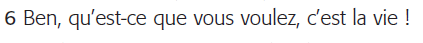 6 Ben, qu’est-ce que vous voulez, c’est la vie !